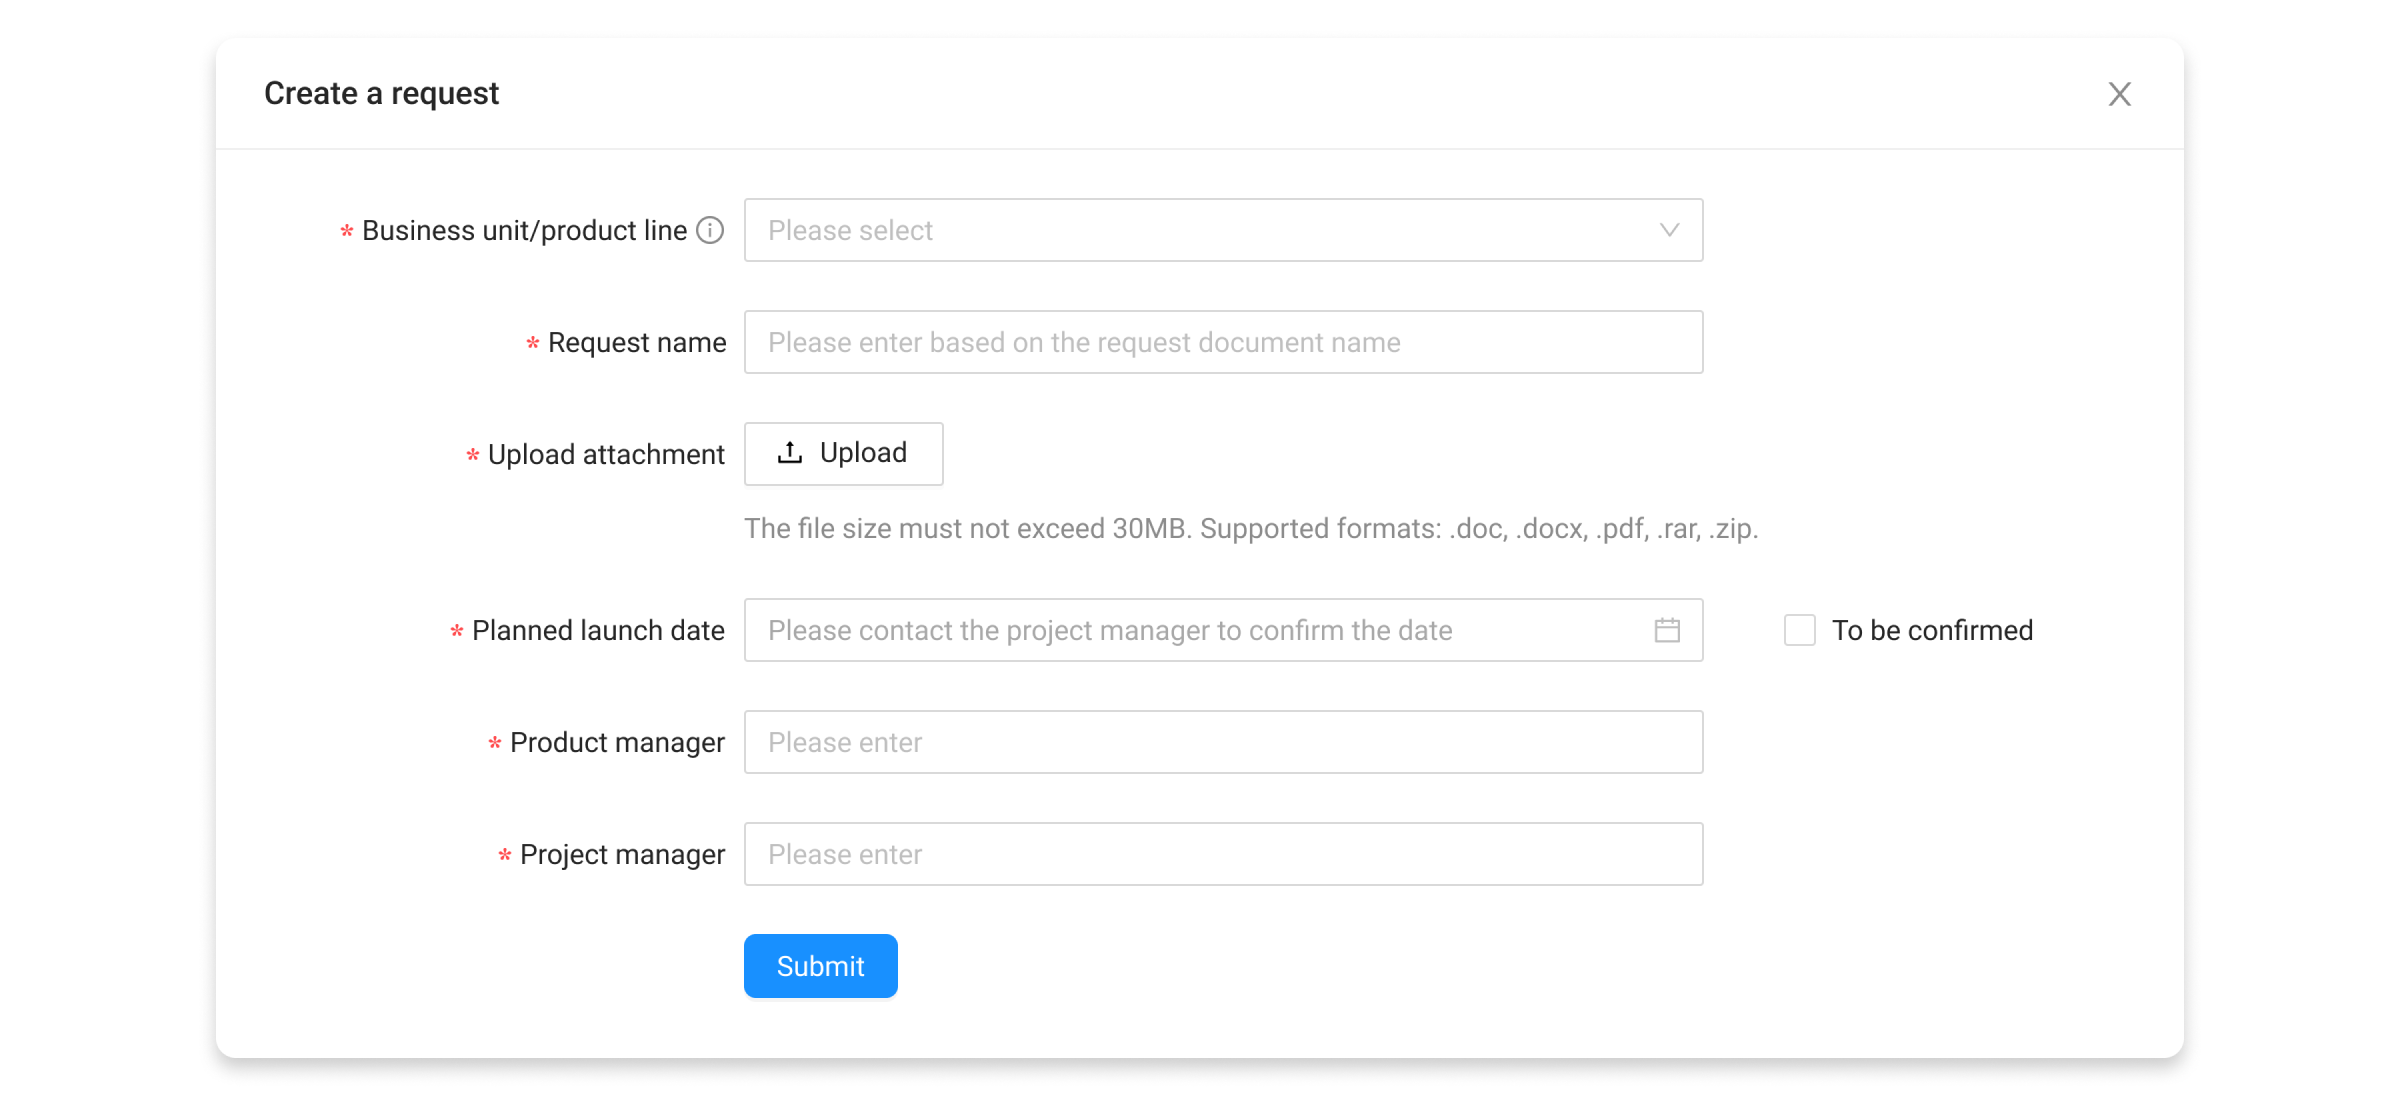 Create a request
* Business unit/product line
Please select
* Request name
Please enter based on the request document name
* Upload attachment
Upload
The file size must not exceed 30MB. Supported formats: .doc, .docx, .pdf, .rar, .zip.
* Planned launch date
Please contact the project manager to confirm the date
To be confirmed
* Product manager
Please enter
* Project manager
Please enter
Submit